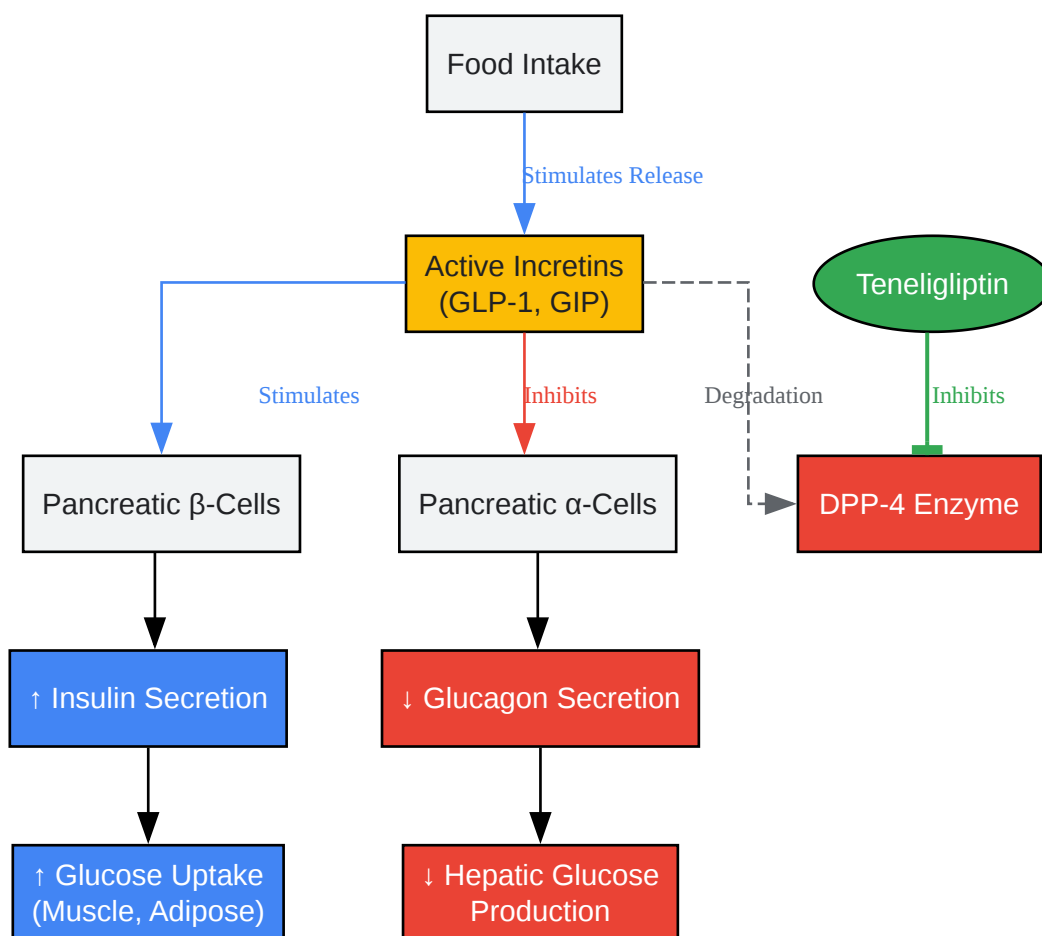 Food Intake
Stimulates Release
Active Incretins
(GLP-1, GIP)
Teneligliptin
Stimulates
Inhibits
Degradation
Inhibits
Pancreatic β-Cells
Pancreatic α-Cells
DPP-4 Enzyme
↑ Insulin Secretion
↓ Glucagon Secretion
↑ Glucose Uptake
(Muscle, Adipose)
↓ Hepatic Glucose
Production